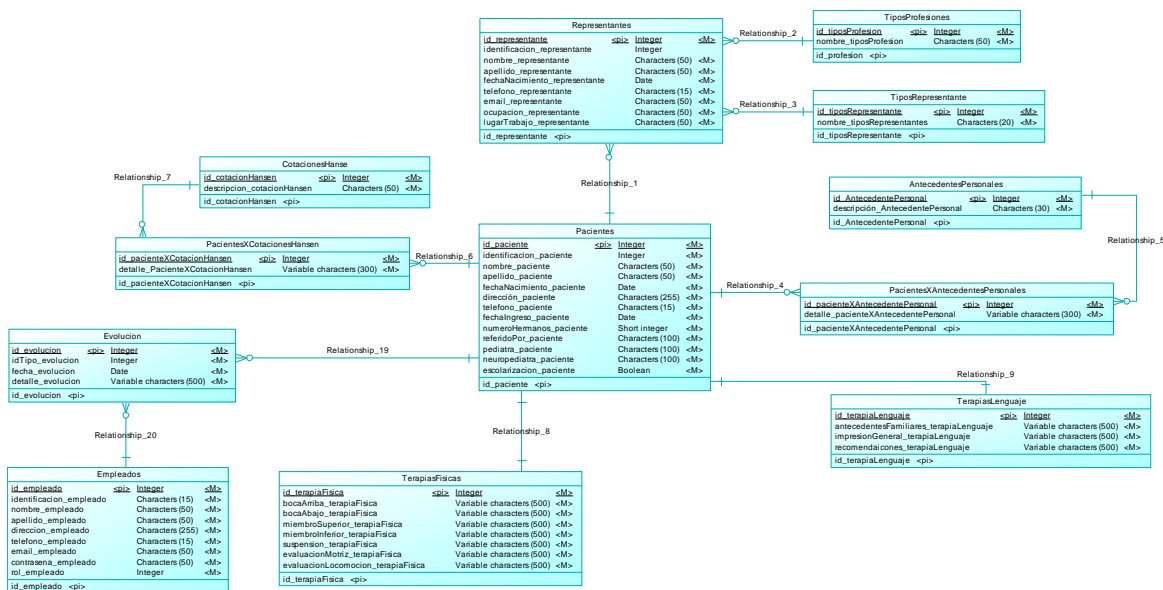 Representantes
id_representante <pi> Integer <M>
identificacion_representante Integer
nombre_representante Characters (50) <M>
apellido_representante Characters (50) <M>
fechaNacimiento_representante Date <M>
telefono_representante Characters (15) <M>
email_representante Characters (50) <M>
ocupacion_representante Characters (50) <M>
lugarTrabajo_representante Characters (50) <M>
id_representante <pi>
Relationship_2
TiposProfesiones
id_tiposProfesion <pi> Integer <M>
nombre_tiposProfesion Characters (50) <M>
id_profesion <pi>
Relationship_3
TiposRepresentante
id_tiposRepresentante <pi> Integer <M>
nombre_tiposRepresentantes Characters (20) <M>
id_tiposRepresentante <pi>
Relationship_1
CotacionesHanse
id_cotacionHansen <pi> Integer <M>
descripcion_cotacionHansen Characters (50) <M>
id_cotacionHansen <pi>
Relationship_7
AntecedentesPersonales
id_AntecedentePersonal <pi> Integer <M>
descripción_AntecedentePersonal Characters (30) <M>
id_AntecedentePersonal <pi>
PacientesXCotacionesHansen
id_pacienteXCotacionHansen <pi> Integer <M>
detalle_PacienteXCotacionHansen Variable characters (300) <M>
id_pacienteXCotacionHansen <pi>
Relationship_6
Pacientes
id_paciente <pi> Integer <M>
identificacion_paciente Integer <M>
nombre_paciente Characters (50) <M>
apellido_paciente Characters (50) <M>
fechaNacimiento_paciente Date <M>
dirección_paciente Characters (255) <M>
telefono_paciente Characters (15) <M>
fechaIngreso_paciente Date <M>
numeroHermanos_paciente Short integer <M>
referidoPor_paciente Characters (100) <M>
pediatra_paciente Characters (100) <M>
neuropediatra_paciente Characters (100) <M>
escolarizacion_paciente Boolean <M>
id_paciente <pi>
Relationship_4
PacientesXAntecedentesPersonales
id_pacienteXAntecedentePersonal <pi> Integer <M>
detalle_pacienteXAntecedentePersonal Variable characters (300) <M>
id_pacienteXAntecedentePersonal <pi>
Evolucion
id_evolucion <pi> Integer <M>
idTipo_evolucion Integer <M>
fecha_evolucion Date <M>
detalle_evolucion Variable characters (500) <M>
id_evolucion <pi>
Relationship_19
Relationship_9
TerapiasLenguaje
id_terapiaLenguaje <pi> Integer <M>
antecedentesFamiliares_terapiaLenguaje Variable characters (500) <M>
impresionGeneral_terapiaLenguaje Variable characters (500) <M>
recomendaicones_terapiaLenguaje Variable characters (500) <M>
id_terapiaLenguaje <pi>
Relationship_20
Relationship_8
Empleados
id_empleado <pi> Integer <M>
identificacion_empleado Characters (15) <M>
nombre_empleado Characters (50) <M>
apellido_empleado Characters (50) <M>
direccion_empleado Characters (255) <M>
telefono_empleado Characters (15) <M>
email_empleado Characters (50) <M>
contrasena_empleado Characters (50) <M>
rol_empleado Integer <M>
id_empleado <pi>
TerapiasFisicas
id_terapiaFisica <pi> Integer <M>
bocaArriba_terapiaFisica Variable characters (500) <M>
bocaAbajo_terapiaFisica Variable characters (500) <M>
miembroSuperior_terapiaFisica Variable characters (500) <M>
miembroInferior_terapiaFisica Variable characters (500) <M>
suspension_terapiaFisica Variable characters (500) <M>
evaluacionMotriz_terapiaFisica Variable characters (500) <M>
evaluacionLocomocion_terapiaFisica Variable characters (500) <M>
id_terapiaFisica <pi>